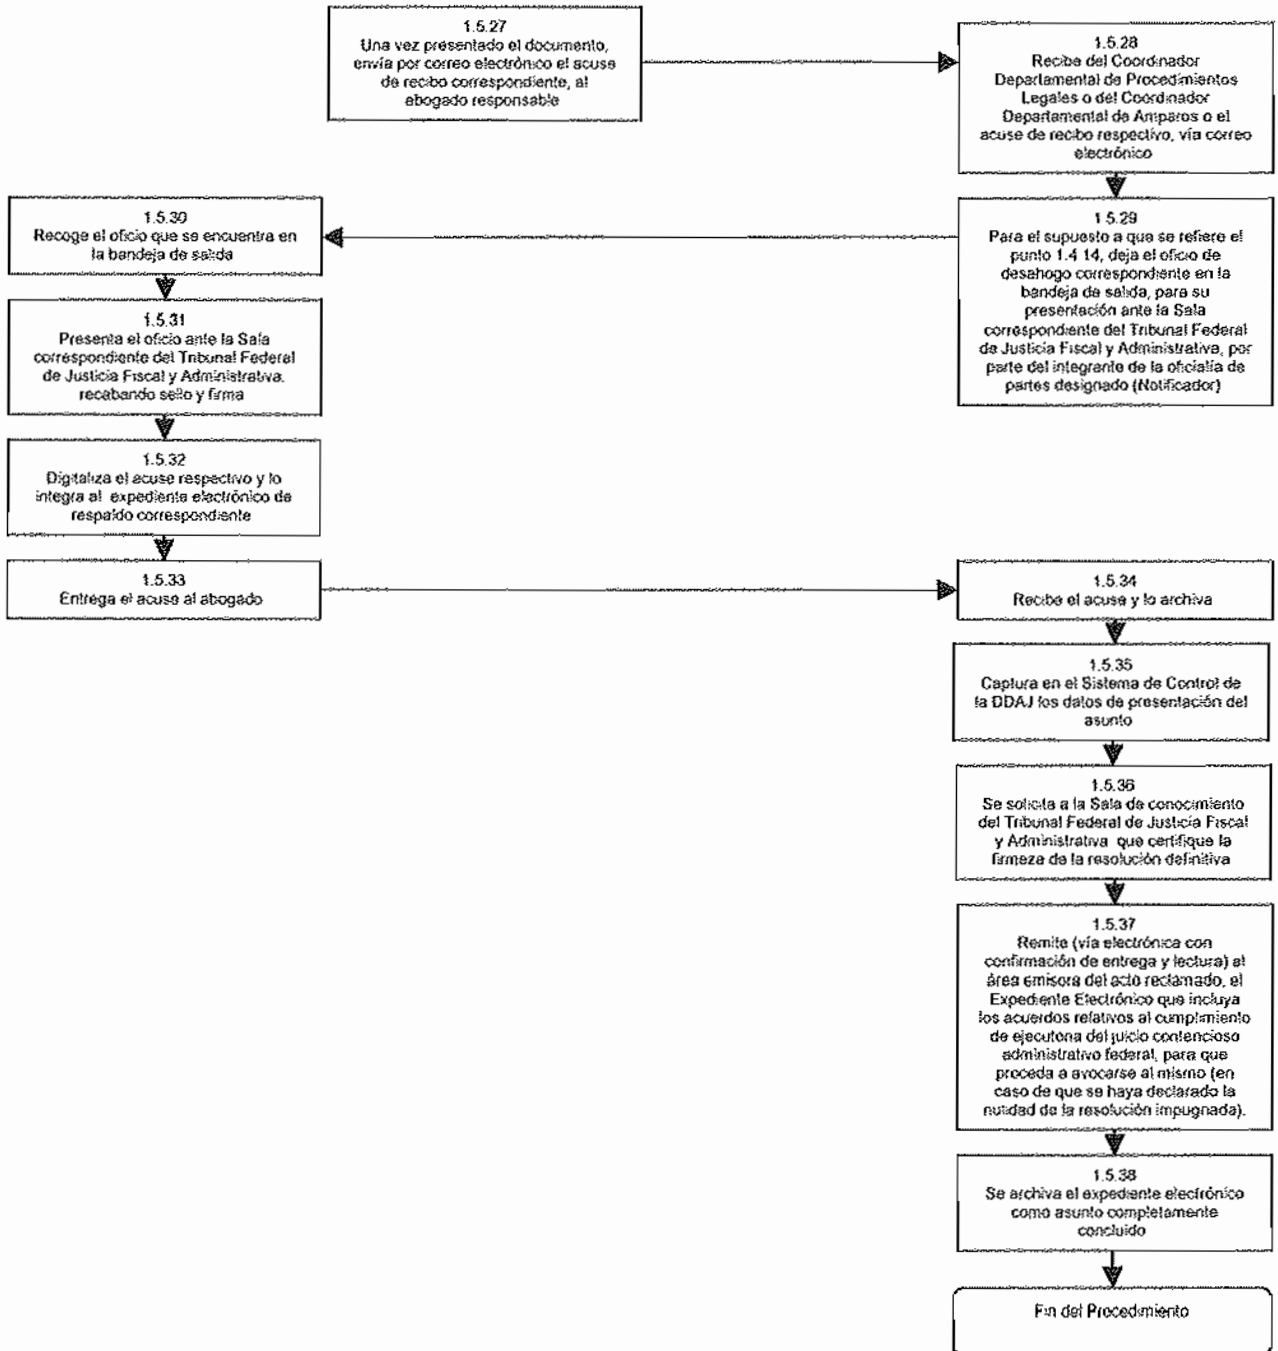 1.5.27
Una vez presentado el documento,
envía por correo electrónico el acuse
de recibo correspondiente, al
abogado responsable
1.5.28
Recibe del Coordinador
Departamental de Procedimientos
Legales o del Coordinador
Departamental de Amparos o el
acuse de recibo respectivo, vía correo
electrónico
1.5.29
Para el supuesto a que se refiere el
punto 1.4.14, deja el oficio de
desahogo correspondiente en la
bandeja de salida, para su
presentación ante la Sala
correspondiente del Tribunal Federal
de Justicia Fiscal y Administrativa, por
parte del integrante de la oficialía de
partes designado (Notificador)
1.5.30
Recoge el oficio que se encuentra en
la bandeja de salida
1.5.31
Presenta el oficio ante la Sala
correspondiente del Tribunal Federal
de Justicia Fiscal y Administrativa,
recabando sello y firma
1.5.32
Digitaliza el acuse respectivo y lo
integra al expediente electrónico de
respaldo correspondiente
1.5.33
Entrega el acuse al abogado
1.5.34
Recibe el acuse y lo archiva
1.5.35
Captura en el Sistema de Control de
la DDAJ los datos de presentación del
asunto
1.5.36
Se solicita a la Sala de conocimiento
del Tribunal Federal de Justicia Fiscal
y Administrativa que certifique la
firmeza de la resolución definitiva
1.5.37
Remite (vía electrónica con
confirmación de entrega y lectura) al
área emisora del acto reclamado, el
Expediente Electrónico que incluya
los acuerdos relativos al cumplimiento
de ejecutoria del juicio contencioso
administrativo federal, para que
proceda a avocarse al mismo (en
caso de que se haya declarado la
nulidad de la resolución impugnada).
1.5.38
Se archiva el expediente electrónico
como asunto completamente
concluido
Fin del Procedimiento